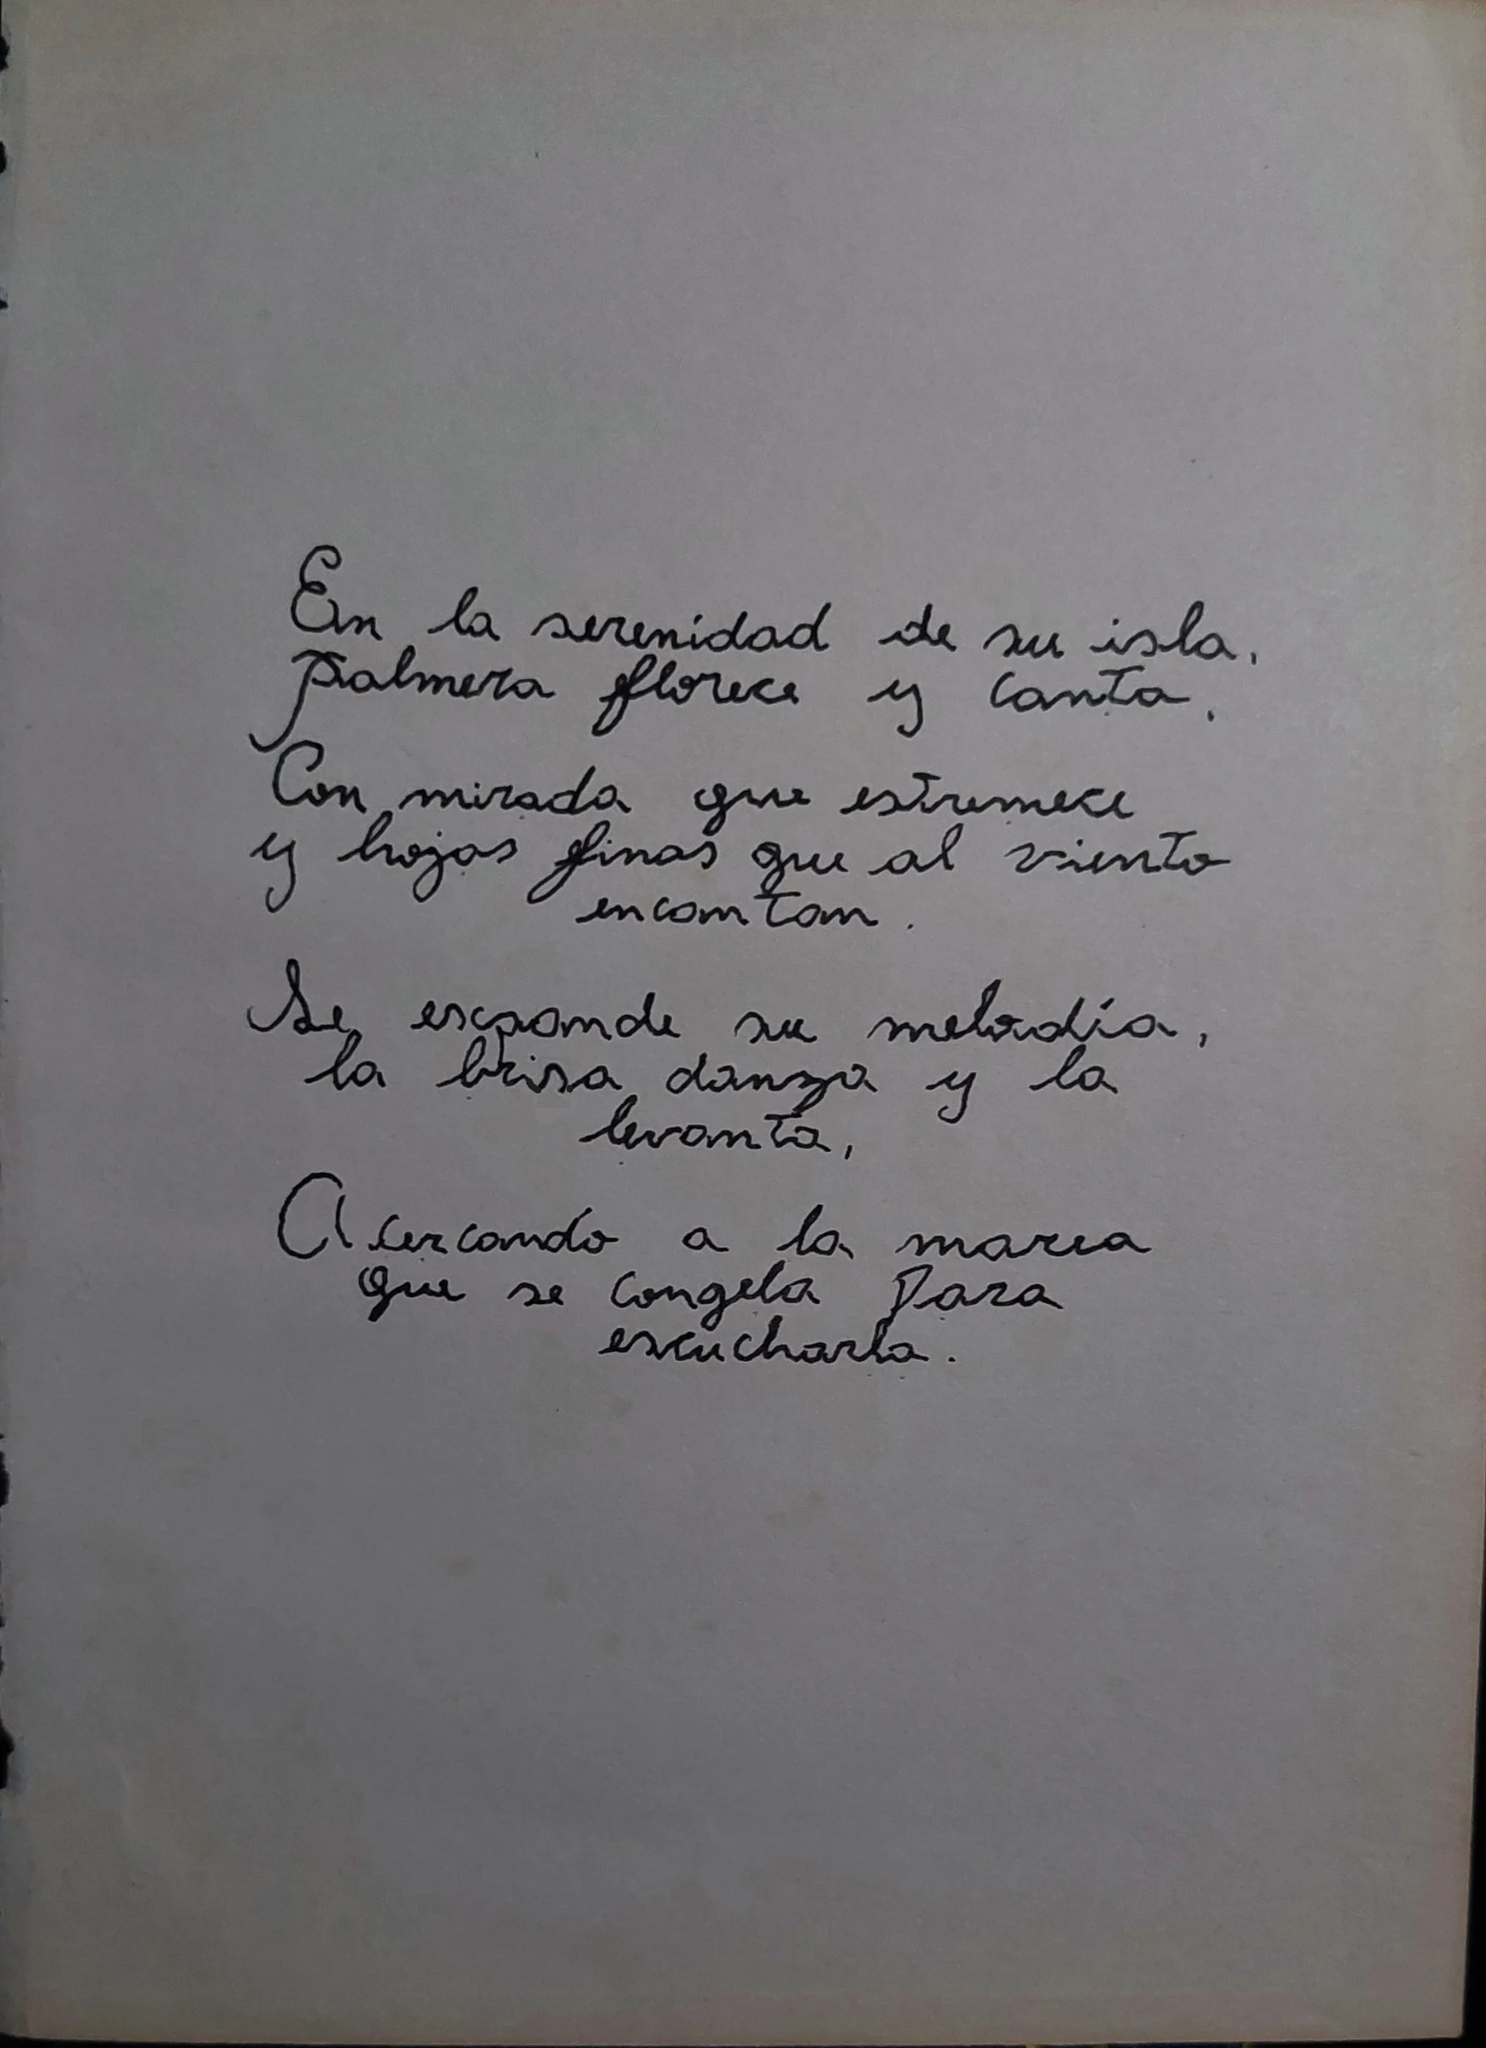 En la serenidad de su isla,
palmera florece y canta.
Con mirada que estremece
y hojas finas que al viento
encantan.
Se expande su melodía,
la brisa danza y la
levanta,
Acercando a la marea
que se congela para
escucharla.